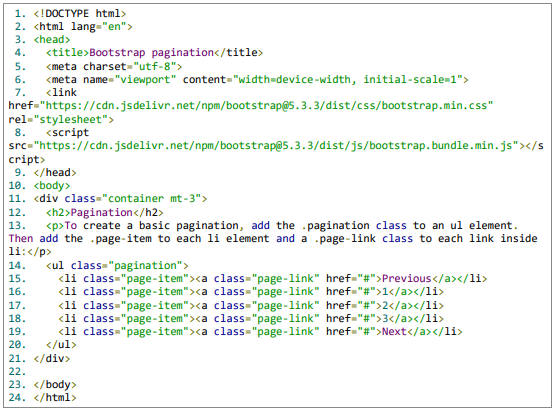 1. <!DOCTYPE html>
2. <html lang="en">
3. <head>
4.   <title>Bootstrap pagination</title>
5.   <meta charset="utf-8">
6.   <meta name="viewport" content="width=device-width, initial-scale=1">
7.   <link
href="https://cdn.jsdelivr.net/npm/bootstrap@5.3.3/dist/css/bootstrap.min.css"
rel="stylesheet">
8.   <script
src="https://cdn.jsdelivr.net/npm/bootstrap@5.3.3/dist/js/bootstrap.bundle.min.js"></s
cript>
9. </head>
10. <body>
11. <div class="container mt-3">
12.   <h2>Pagination</h2>
13.   <p>To create a basic pagination, add the .pagination class to an ul element.
Then add the .page-item to each li element and a .page-link class to each link inside
li:</p>
14.   <ul class="pagination">
15.     <li class="page-item"><a class="page-link" href="#">Previous</a></li>
16.     <li class="page-item"><a class="page-link" href="#">1</a></li>
17.     <li class="page-item"><a class="page-link" href="#">2</a></li>
18.     <li class="page-item"><a class="page-link" href="#">3</a></li>
19.     <li class="page-item"><a class="page-link" href="#">Next</a></li>
20.   </ul>
21. </div>
22.
23. </body>
24. </html>